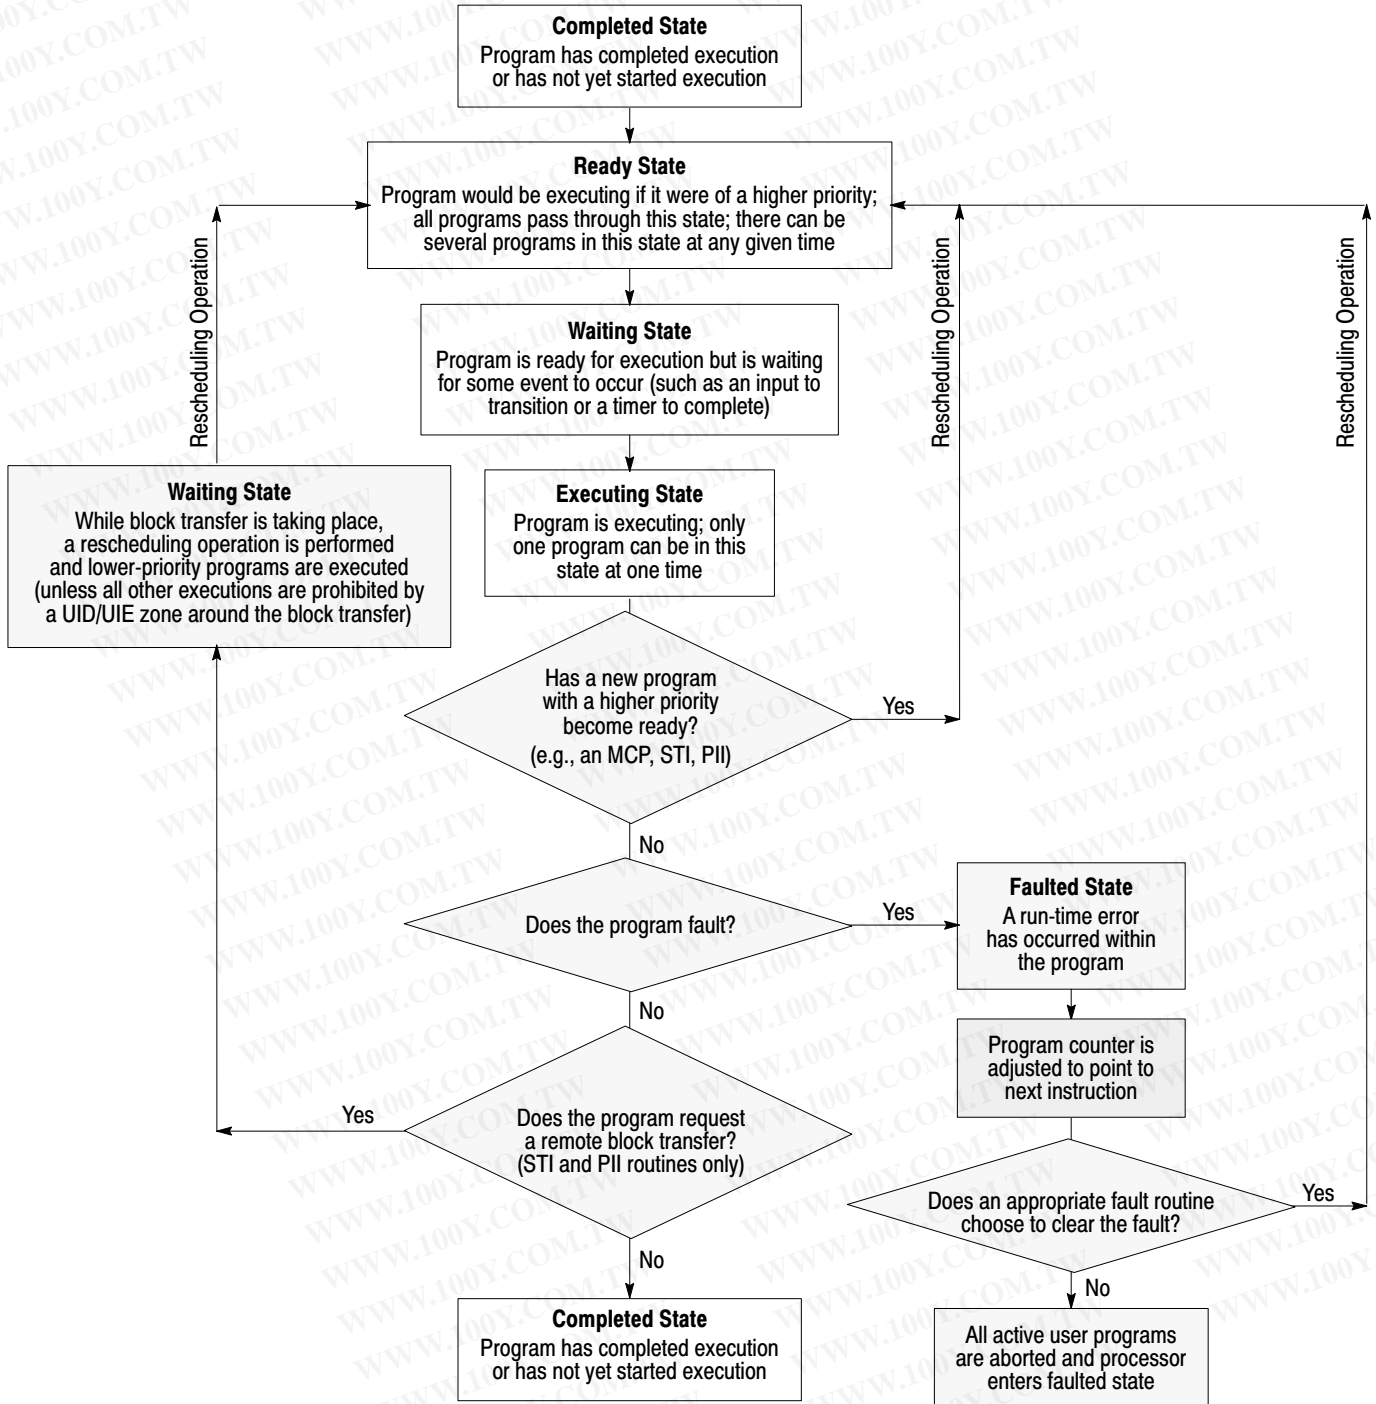 Completed State
Program has completed execution
or has not yet started execution
Ready State
Program would be executing if it were of a higher priority;
all programs pass through this state; there can be
several programs in this state at any given time
Rescheduling Operation
Rescheduling Operation
Rescheduling Operation
Waiting State
Program is ready for execution but is waiting
for some event to occur (such as an input to
transition or a timer to complete)
Waiting State
While block transfer is taking place,
a rescheduling operation is performed
and lower-priority programs are executed
(unless all other executions are prohibited by
a UID/UIE zone around the block transfer)
Executing State
Program is executing; only
one program can be in this
state at one time
Has a new program
with a higher priority
become ready?
(e.g., an MCP, STI, PII)
Yes
No
Does the program fault?
Yes
Faulted State
A run-time error
has occurred within
the program
No
Program counter is
adjusted to point to
next instruction
Does the program request
a remote block transfer?
(STI and PII routines only)
Yes
Does an appropriate fault routine
choose to clear the fault?
Yes
No
No
Completed State
Program has completed execution
or has not yet started execution
All active user programs
are aborted and processor
enters faulted state
WWW.100Y.COM.TW